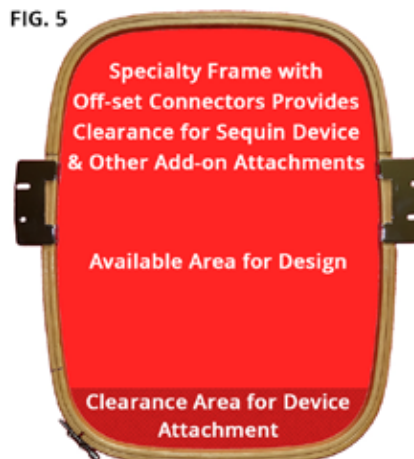 FIG. 5
Specialty Frame with
Off-set Connectors Provides
Clearance for Sequin Device
& Other Add-on Attachments
Available Area for Design
Clearance Area for Device
Attachment